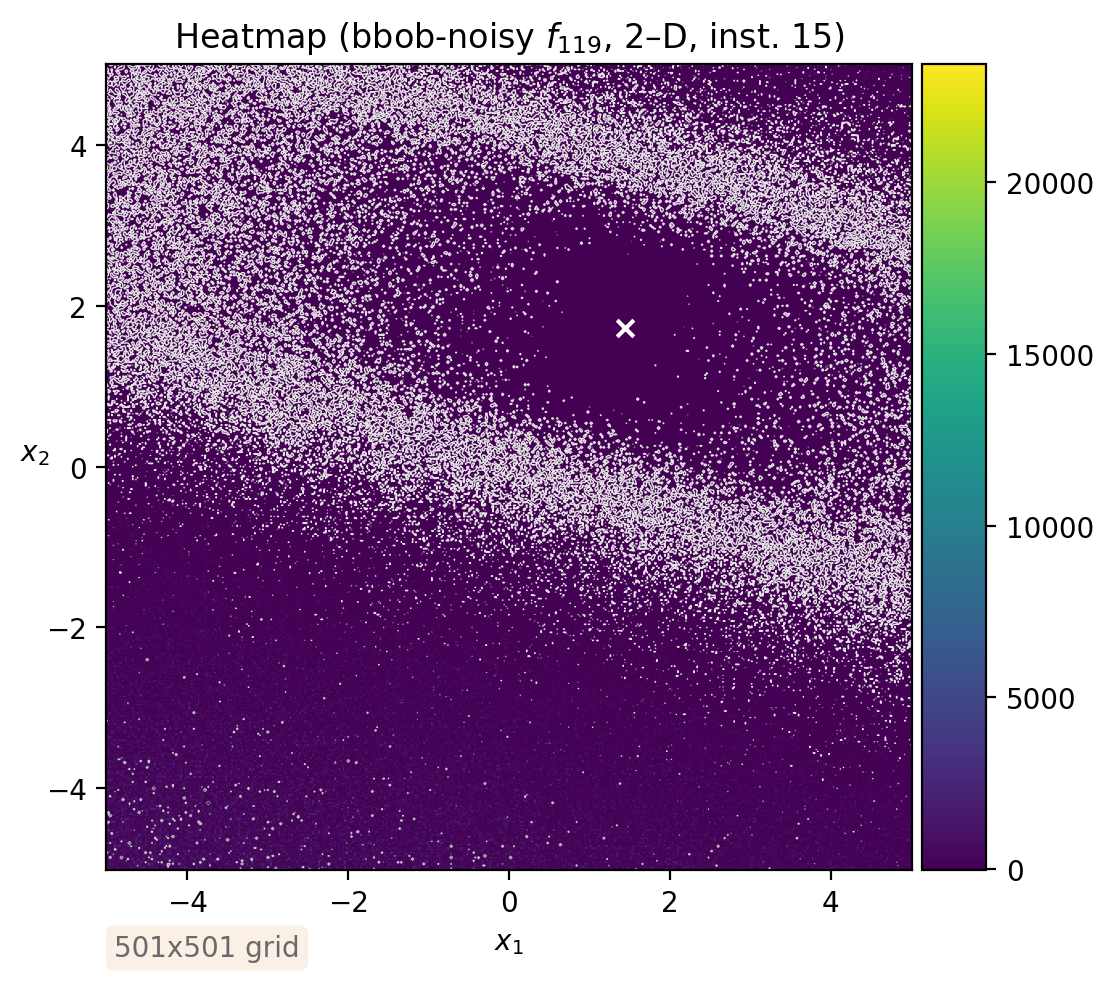 Heatmap (bbob-noisy f₁₁₉, 2–D, inst. 15)
4
2
0
−2
−4
x₂
−4 −2 0 2 4
x₁
20000
15000
10000
5000
0
501x501 grid